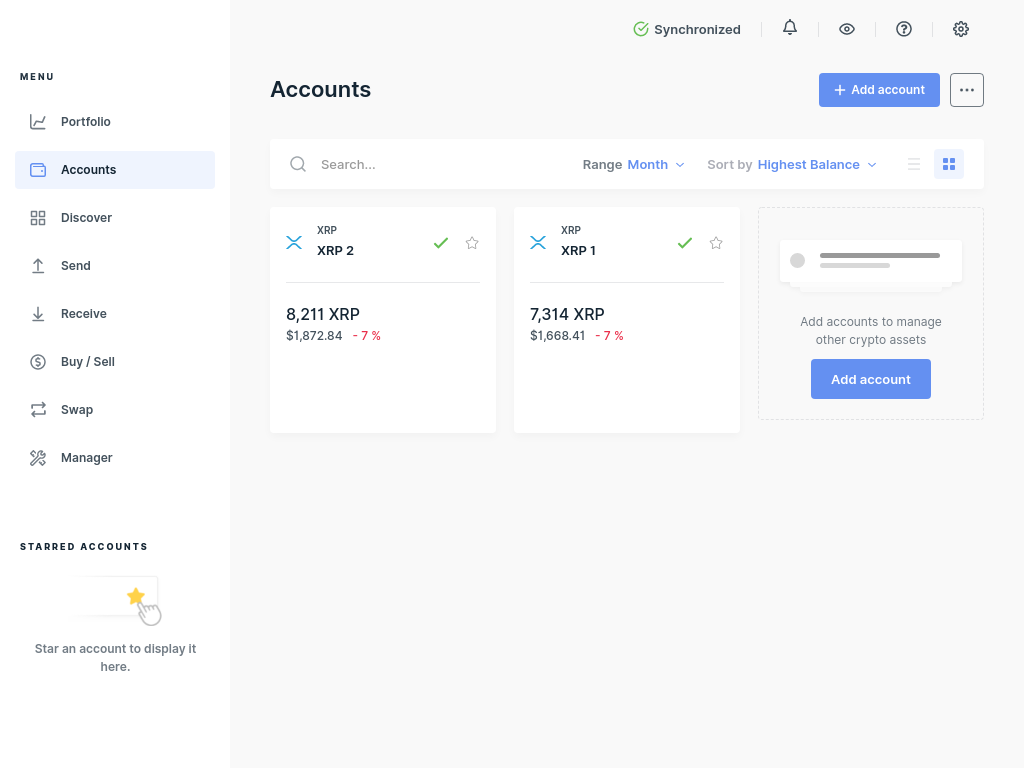 Synchronized
MENU
Portfolio
Accounts
Discover
Send
Receive
Buy / Sell
Swap
Manager
STARRED ACCOUNTS
Star an account to display it
here.
Accounts
Add account
Search...
Range Month
Sort by Highest Balance
XRP
XRP 2
8,211 XRP
$1,872.84 - 7 %
XRP
XRP 1
7,314 XRP
$1,668.41 - 7 %
Add accounts to manage
other crypto assets
Add account